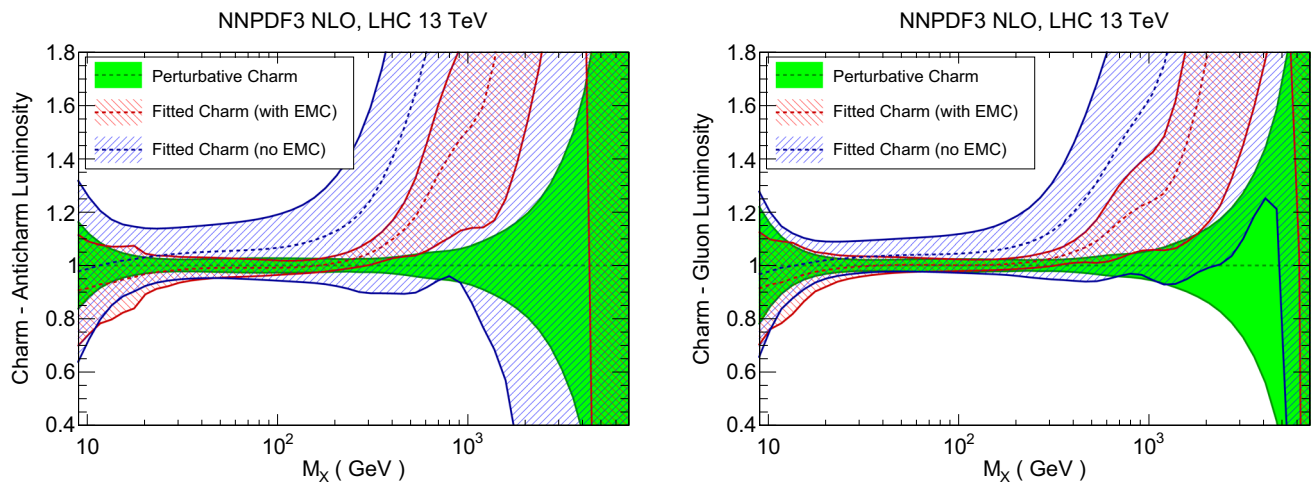 NNPDF3 NLO, LHC 13 TeV
Charm - Anticharm Luminosity
1.8
1.6
1.4
1.2
1
0.8
0.6
0.4
Perturbative Charm
Fitted Charm (with EMC)
Fitted Charm (no EMC)
10
10²
10³
M_X ( GeV )
NNPDF3 NLO, LHC 13 TeV
Charm - Gluon Luminosity
1.8
1.6
1.4
1.2
1
0.8
0.6
0.4
Perturbative Charm
Fitted Charm (with EMC)
Fitted Charm (no EMC)
10
10²
10³
M_X ( GeV )